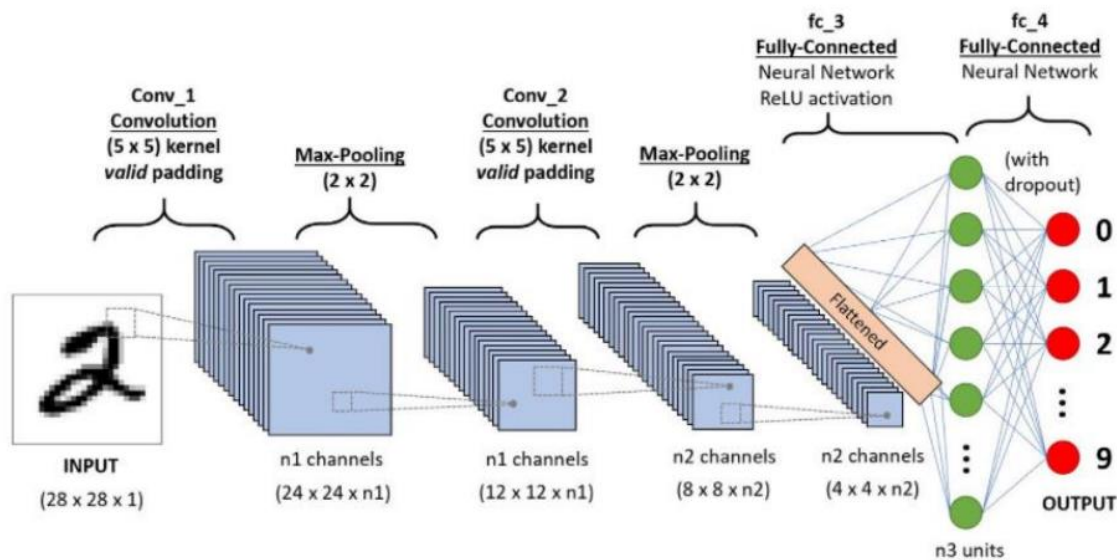 fc_3
Fully-Connected
Neural Network
ReLU activation
fc_4
Fully-Connected
Neural Network
Conv_1
Convolution
(5 x 5) kernel
valid padding
Max-Pooling
(2 x 2)
Conv_2
Convolution
(5 x 5) kernel
valid padding
Max-Pooling
(2 x 2)
(with
dropout)
0
1
2
9
2
Flattened
INPUT
(28 x 28 x 1)
n1 channels
(24 x 24 x n1)
n1 channels
(12 x 12 x n1)
n2 channels
(8 x 8 x n2)
n2 channels
(4 x 4 x n2)
OUTPUT
n3 units